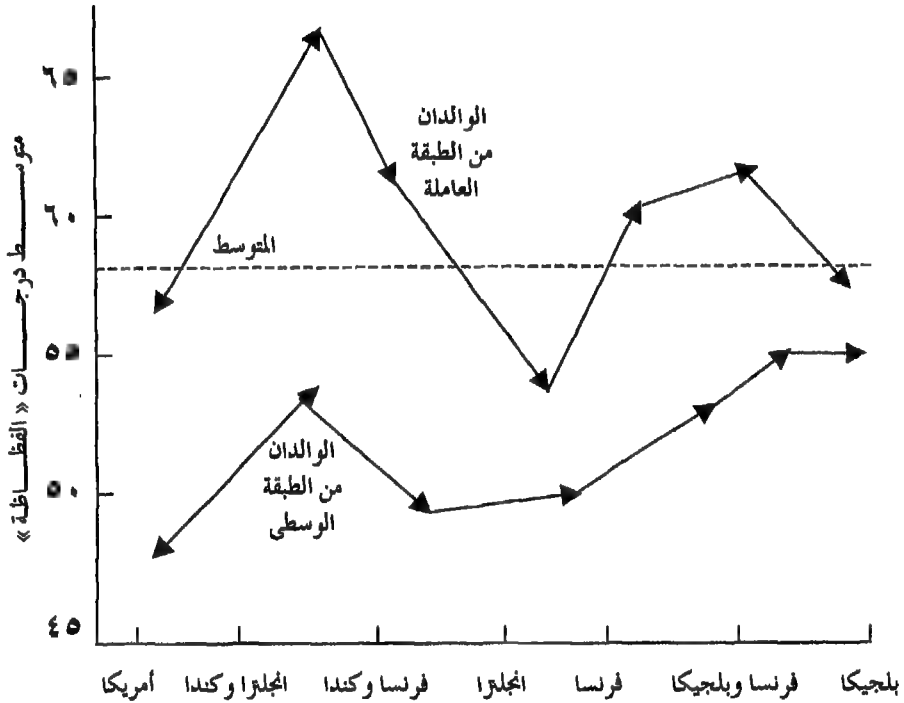 ٦٥
٦٠
٥٥
٥٠
٤٥
متوسط درجات « الفظاظة »
الوالدان
من الطبقة
العاملة
المتوسط
الوالدان
من الطبقة
الوسطى
أمريكا انجلترا وكندا فرنسا وكندا انجلترا فرنسا فرنسا وبلجيكا بلجيكا